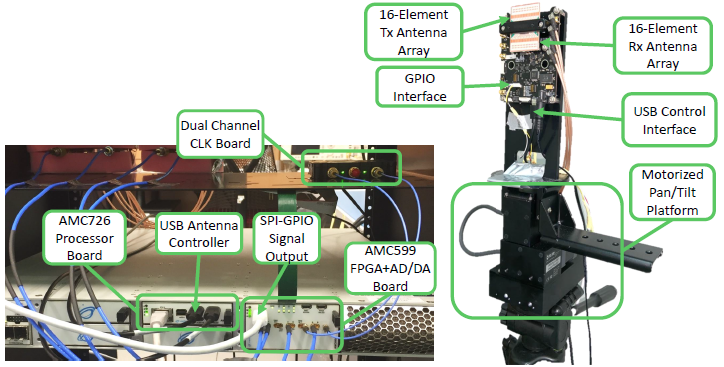 16-Element
Tx Antenna
Array
16-Element
Rx Antenna
Array
GPIO
Interface
USB Control
Interface
Dual Channel
CLK Board
Motorized
Pan/Tilt
Platform
AMC726
Processor
Board
USB Antenna
Controller
SPI-GPIO
Signal
Output
AMC599
FPGA+AD/DA
Board